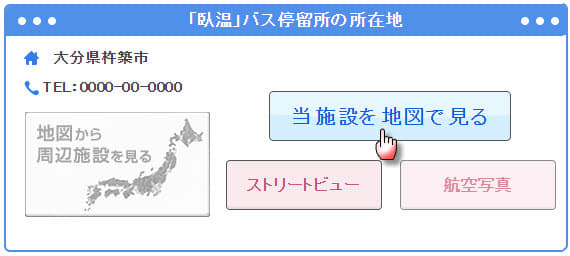 「臥温」バス停留所の所在地
大分県杵築市
TEL:0000-00-0000
当施設を地図で見る
地図から
周辺施設を見る
ストリートビュー
航空写真